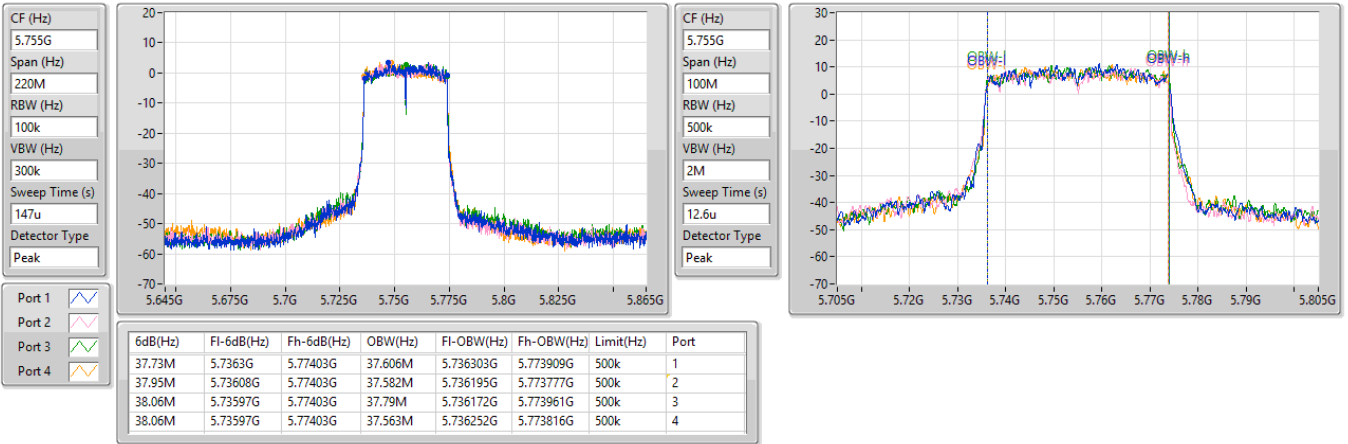 CF (Hz)
5.755G
Span (Hz)
220M
RBW (Hz)
100k
VBW (Hz)
300k
Sweep Time (s)
147u
Detector Type
Peak
20
10
0
-10
-20
-30
-40
-50
-60
-70
5.645G 5.675G 5.7G 5.725G 5.75G 5.775G 5.8G 5.825G 5.865G
CF (Hz)
5.755G
Span (Hz)
100M
RBW (Hz)
500k
VBW (Hz)
2M
Sweep Time (s)
12.6u
Detector Type
Peak
30
20
10
0
-10
-20
-30
-40
-50
-60
-70
OBW-l OBW-h
5.705G 5.72G 5.73G 5.74G 5.75G 5.76G 5.77G 5.78G 5.79G 5.805G
Port 1
Port 2
Port 3
Port 4
6dB(Hz) Fl-6dB(Hz) Fh-6dB(Hz) OBW(Hz) Fl-OBW(Hz) Fh-OBW(Hz) Limit(Hz) Port
37.73M 5.7363G 5.77403G 37.606M 5.736303G 5.773909G 500k 1
37.95M 5.73608G 5.77403G 37.582M 5.736195G 5.773777G 500k 2
38.06M 5.73597G 5.77403G 37.79M 5.736172G 5.773961G 500k 3
38.06M 5.73597G 5.77403G 37.563M 5.736252G 5.773816G 500k 4